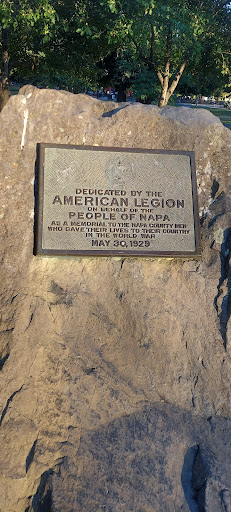 DEDICATED BY THE
AMERICAN LEGION
ON BEHALF OF THE
PEOPLE OF NAPA
AS A MEMORIAL TO THE NAPA COUNTY MEN
WHO GAVE THEIR LIVES TO THEIR COUNTRY
IN THE WORLD WAR
MAY 30, 1929